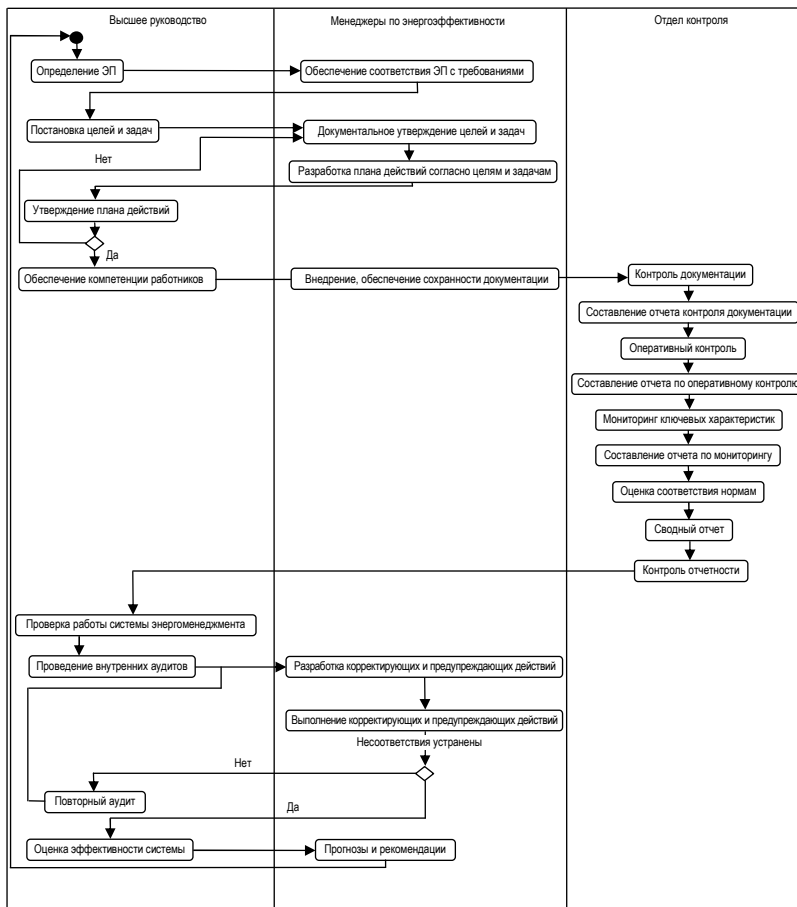 Высшее руководство
Менеджеры по энергоэффективности
Отдел контроля
Определение ЭП
Обеспечение соответствия ЭП с требованиями
Постановка целей и задач
Документальное утверждение целей и задач
Нет
Разработка плана действий согласно целям и задачам
Утверждение плана действий
Да
Обеспечение компетенции работников
Внедрение, обеспечение сохранности документации
Контроль документации
Составление отчета контроля документации
Оперативный контроль
Составление отчета по оперативному контролю
Мониторинг ключевых характеристик
Составление отчета по мониторингу
Оценка соответствия нормам
Сводный отчет
Контроль отчетности
Проверка работы системы энергоменеджмента
Проведение внутренних аудитов
Разработка корректирующих и предупреждающих действий
Выполнение корректирующих и предупреждающих действий
Несоответствия устранены
Нет
Повторный аудит
Да
Оценка эффективности системы
Прогнозы и рекомендации